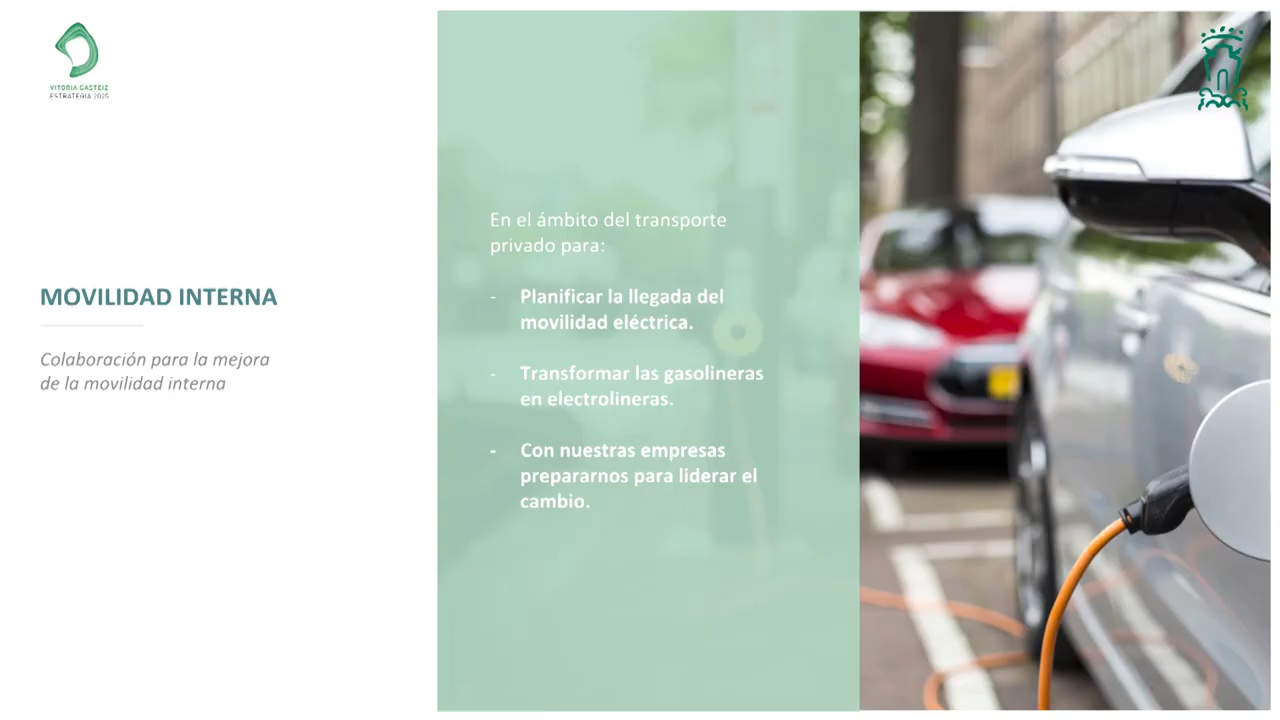 VITORIA GASTEIZ
ESTRATEGIA 2025
MOVILIDAD INTERNA
Colaboración para la mejora
de la movilidad interna
En el ámbito del transporte
privado para:
- Planificar la llegada del
movilidad eléctrica.
- Transformar las gasolineras
en electrolineras.
- Con nuestras empresas
prepararnos para liderar el
cambio.